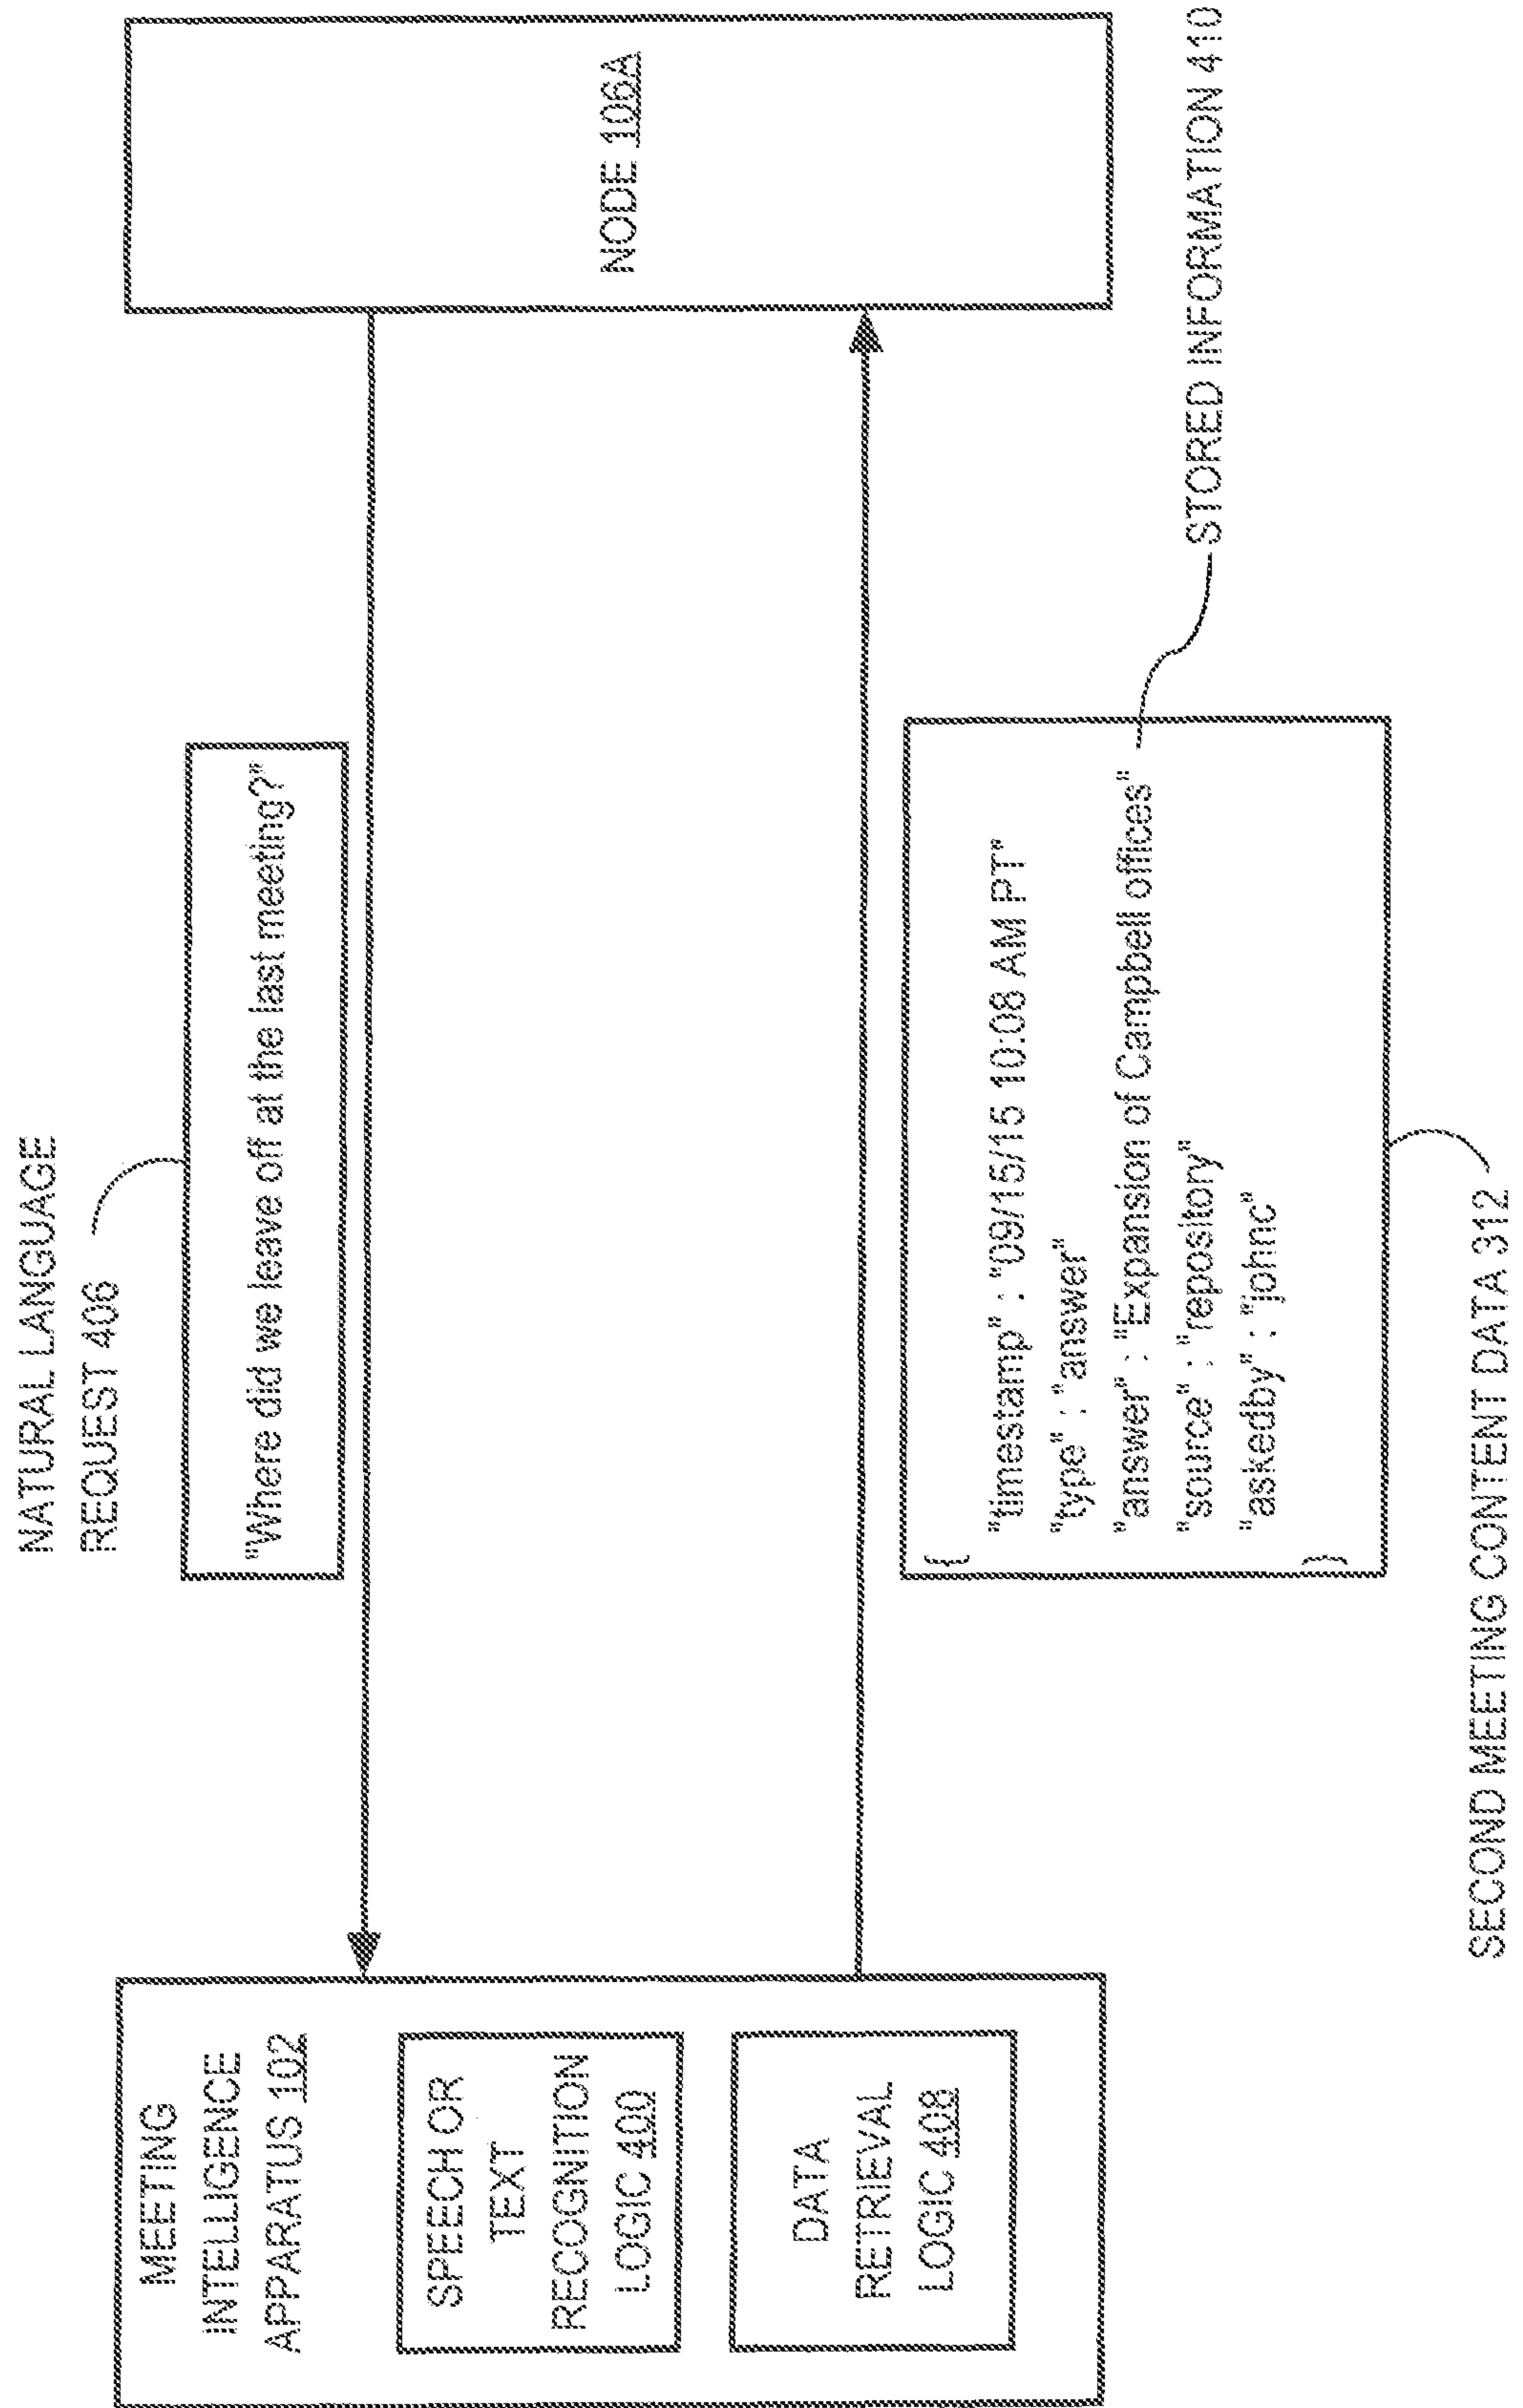 MEETING
INTELLIGENCE
APPARATUS 102
SPEECH OR
TEXT
RECOGNITION
LOGIC 400
DATA
RETRIEVAL
LOGIC 408
NATURAL LANGUAGE
REQUEST 406
"Where did we leave off at the last meeting?"
{
"timestamp" : "09/15/15 10:08 AM PT"
"type" : "answer"
"answer" : "Expansion of Campbell offices"
"source" : "repository"
"askedby" : "johnc"
}
STORED INFORMATION 410
SECOND MEETING CONTENT DATA 312
NODE 106A